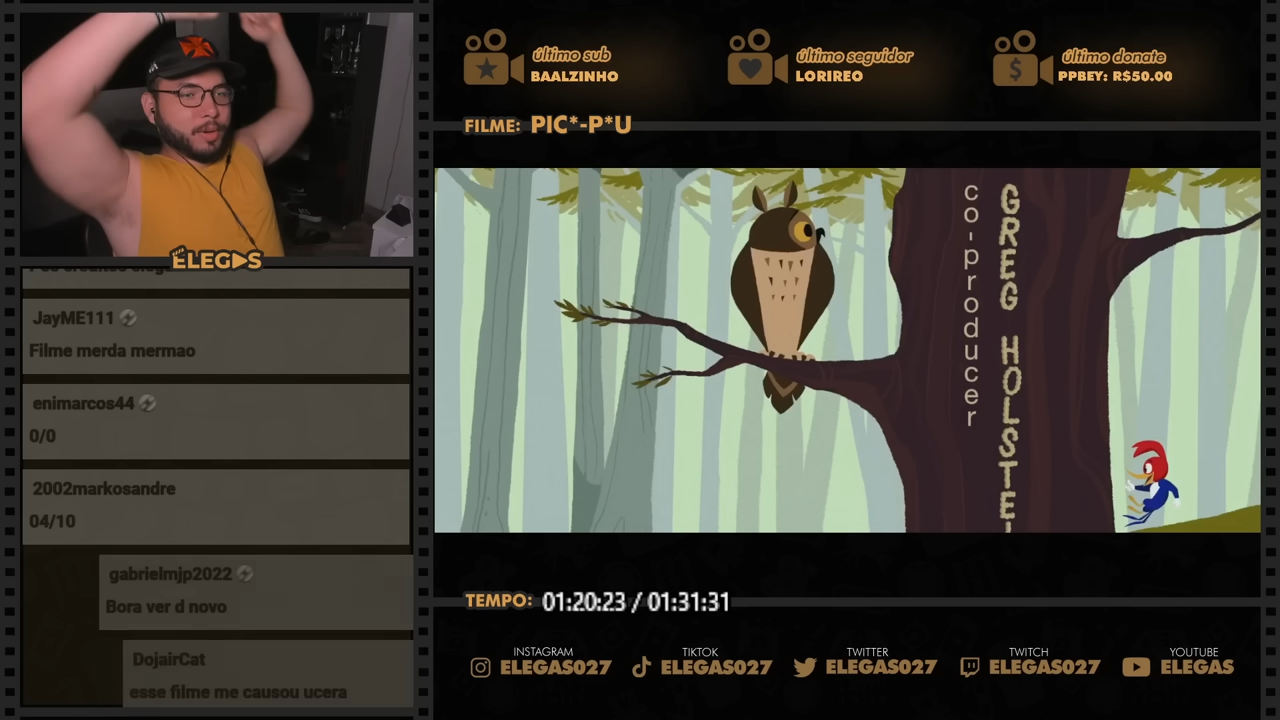 último sub
BAALZINHO
último seguidor
LORIREO
último donate
PPBEY: R$50.00
FILME: PIC*-P*U
co-producer
GREG HOLSTEI
ELEGAS
JayME111
Filme merda mermao
enimarcos44
0/0
2002markosandre
04/10
gabrielmjp2022
Bora ver d novo
DojairCat
esse filme me causou ucera
TEMPO: 01:20:23 / 01:31:31
INSTAGRAM
ELEGAS027
TIKTOK
ELEGAS027
TWITTER
ELEGAS027
TWITCH
ELEGAS027
YOUTUBE
ELEGAS